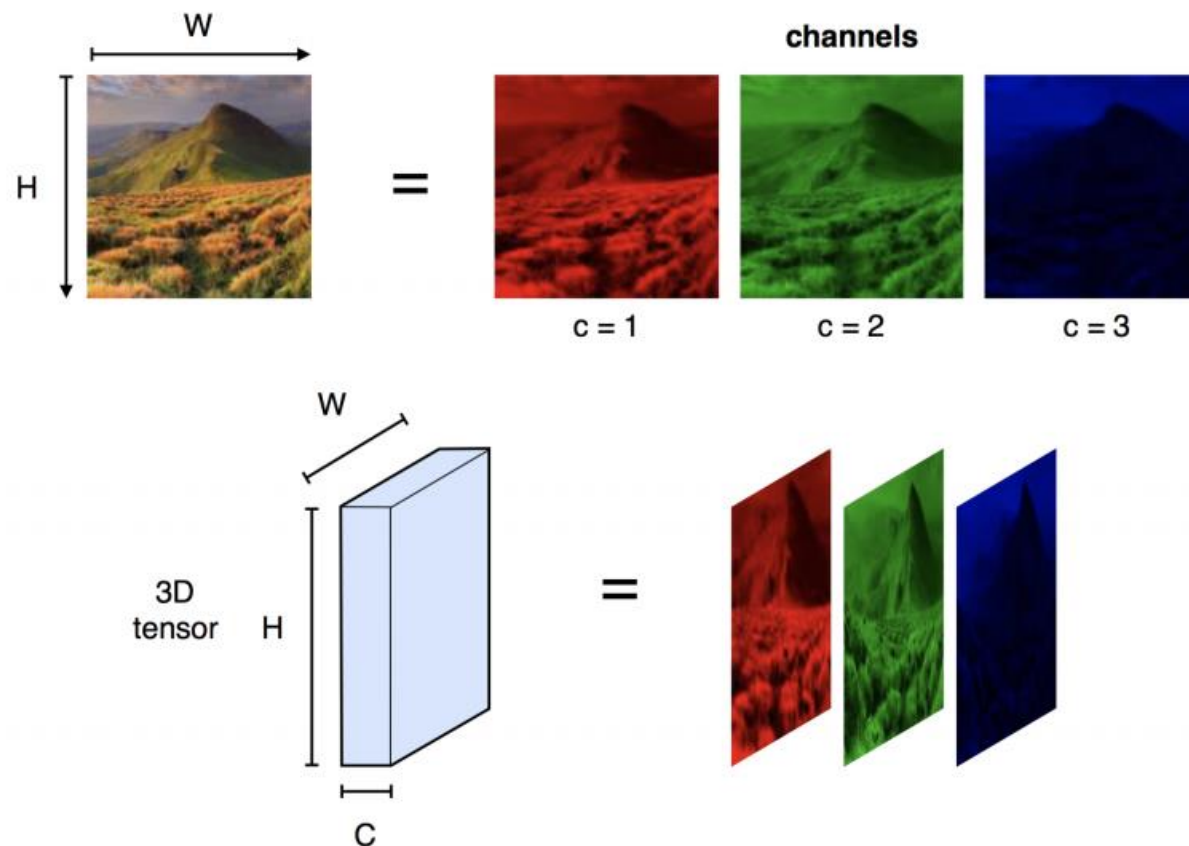 W
channels
H
=
c = 1
c = 2
c = 3
W
3D
tensor
H
=
C